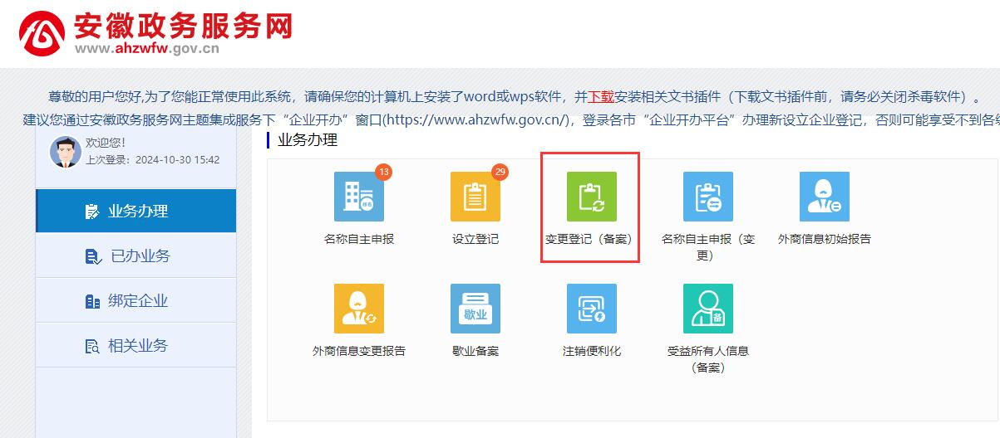 安徽政务服务网
www.ahzwfw.gov.cn
尊敬的用户您好,为了您能正常使用此系统，请确保您的计算机上安装了word或wps软件，并下载安装相关文书插件（下载文书插件前，请务必关闭杀毒软件）。
建议您通过安徽政务服务网主题集成服务下“企业开办”窗口(https://www.ahzwfw.gov.cn/)，登录各市“企业开办平台”办理新设立企业登记，否则可能享受不到各
欢迎您！
上次登录：2024-10-30 15:42
业务办理
已办业务
绑定企业
相关业务
业务办理
13
29
名称自主申报
设立登记
变更登记（备案）
名称自主申报（变
更）
外商信息初始报告
歇业
备
外商信息变更报告
歇业备案
注销便利化
受益所有人信息
（备案）